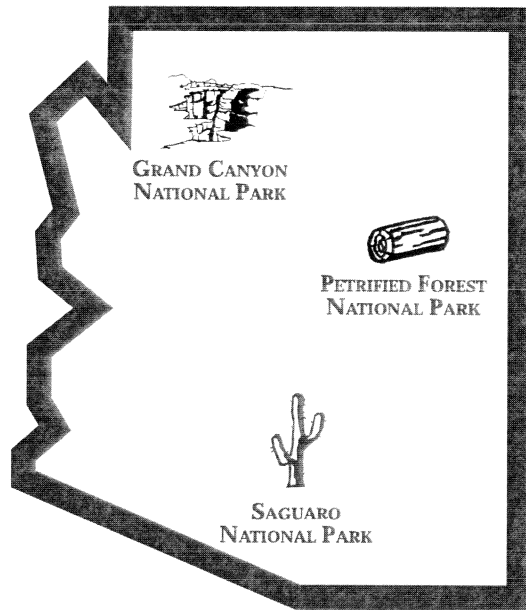 Grand Canyon
National Park
Petrified Forest
National Park
Saguaro
National Park